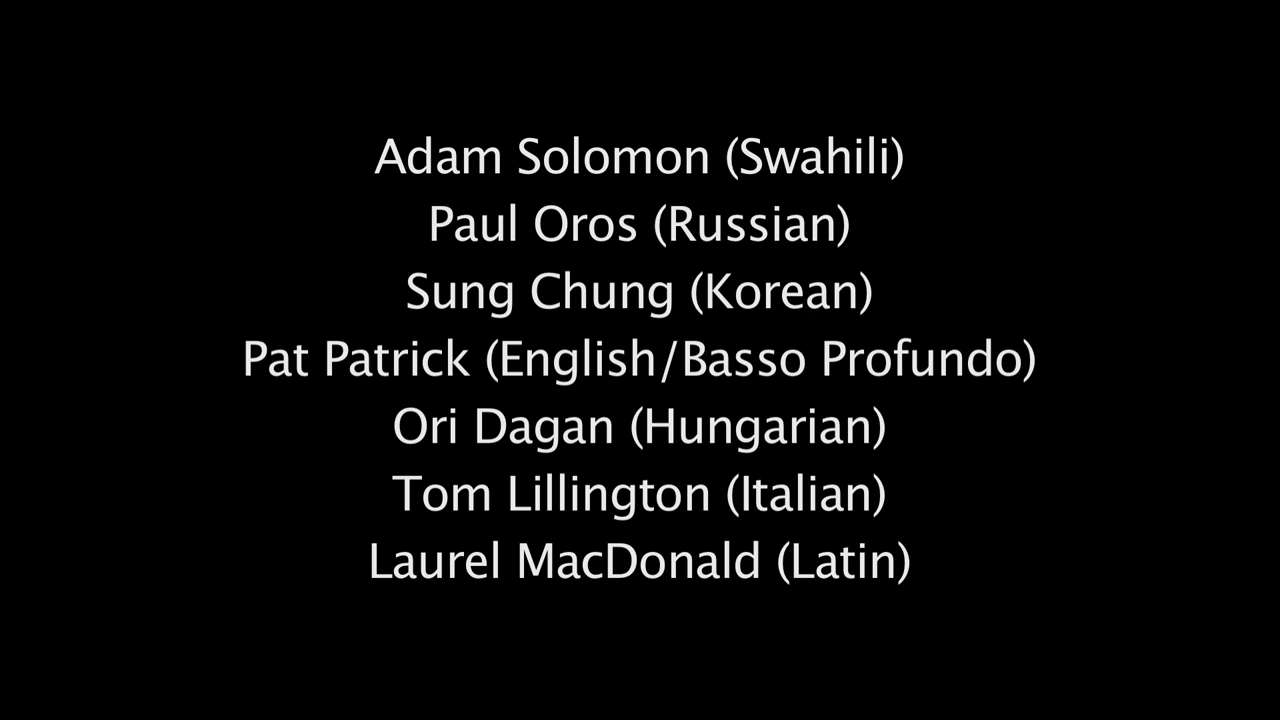 Adam Solomon (Swahili)
Paul Oros (Russian)
Sung Chung (Korean)
Pat Patrick (English/Basso Profundo)
Ori Dagan (Hungarian)
Tom Lillington (Italian)
Laurel MacDonald (Latin)